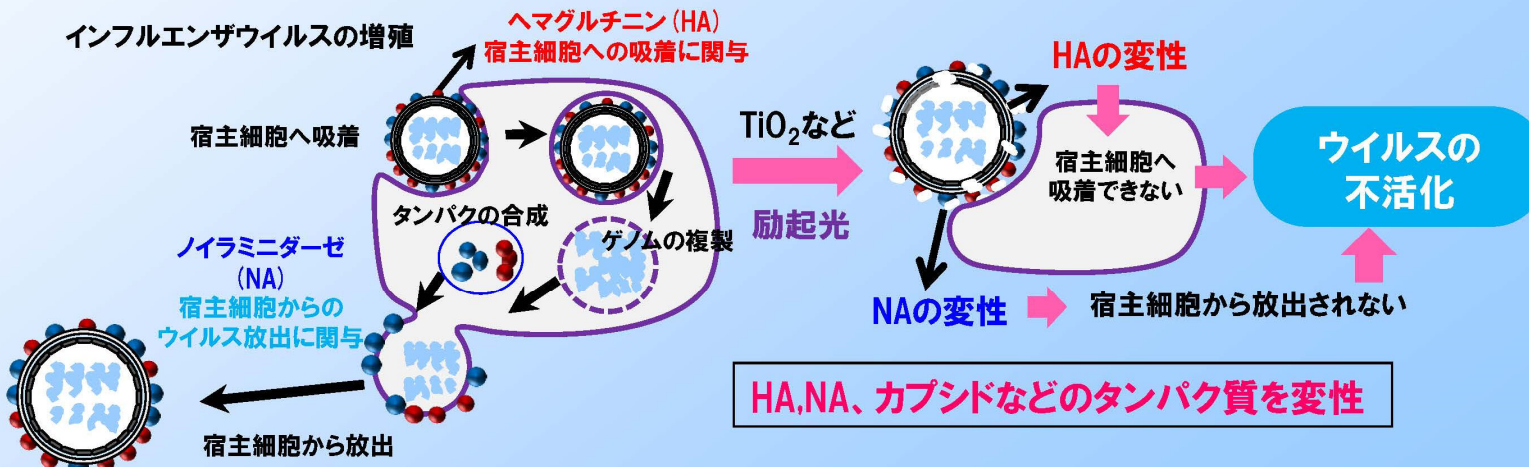 インフルエンザウイルスの増殖
ヘマグルチニン(HA)
宿主細胞への吸着に関与
宿主細胞へ吸着
タンパクの合成
ゲノムの複製
ノイラミニダーゼ
(NA)
宿主細胞からの
ウイルス放出に関与
宿主細胞から放出
TiO₂など
励起光
HAの変性
宿主細胞へ
吸着できない
NAの変性
宿主細胞から放出されない
ウイルスの
不活化
HA,NA、カプシドなどのタンパク質を変性